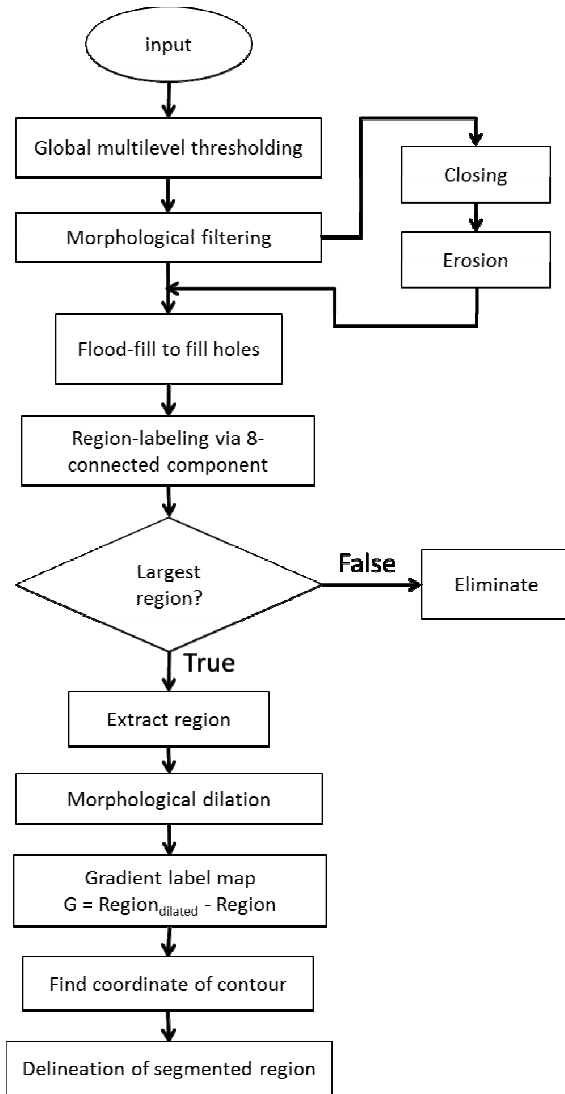 input
Global multilevel thresholding
Closing
Morphological filtering
Erosion
Flood-fill to fill holes
Region-labeling via 8-
connected component
Largest
region?
False
Eliminate
True
Extract region
Morphological dilation
Gradient label map
G = Region_dilated - Region
Find coordinate of contour
Delineation of segmented region